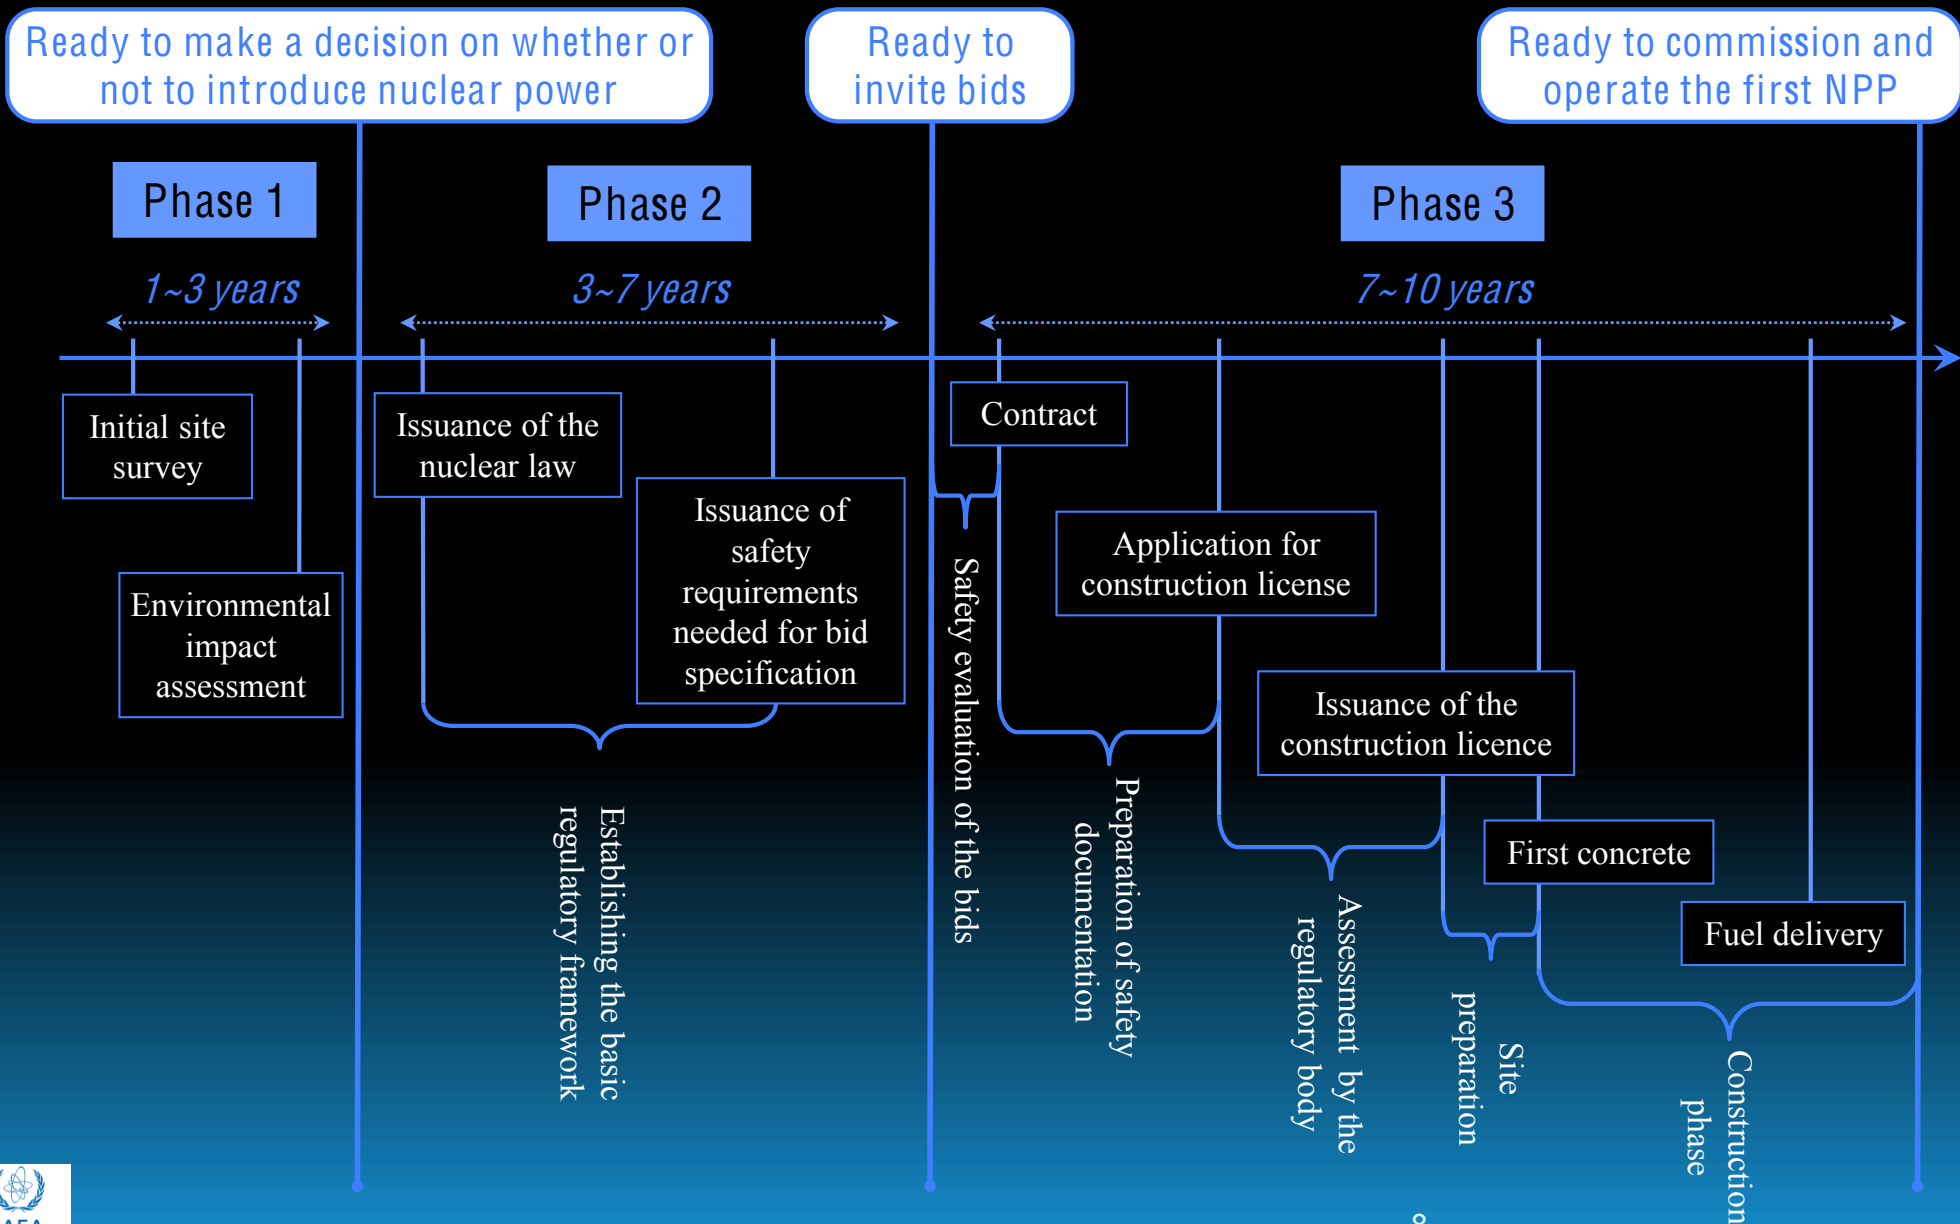 Ready to make a decision on whether or
not to introduce nuclear power
Ready to
invite bids
Ready to commission and
operate the first NPP
Phase 1
Phase 2
Phase 3
1~3 years
3~7 years
7~10 years
Initial site
survey
Environmental
impact
assessment
Issuance of the
nuclear law
Issuance of
safety
requirements
needed for bid
specification
Contract
Application for
construction license
Issuance of the
construction licence
First concrete
Fuel delivery
Establishing the basic
regulatory framework
Safety evaluation of the bids
Preparation of safety
documentation
Assessment by the
regulatory body
Site
preparation
Construction
phase